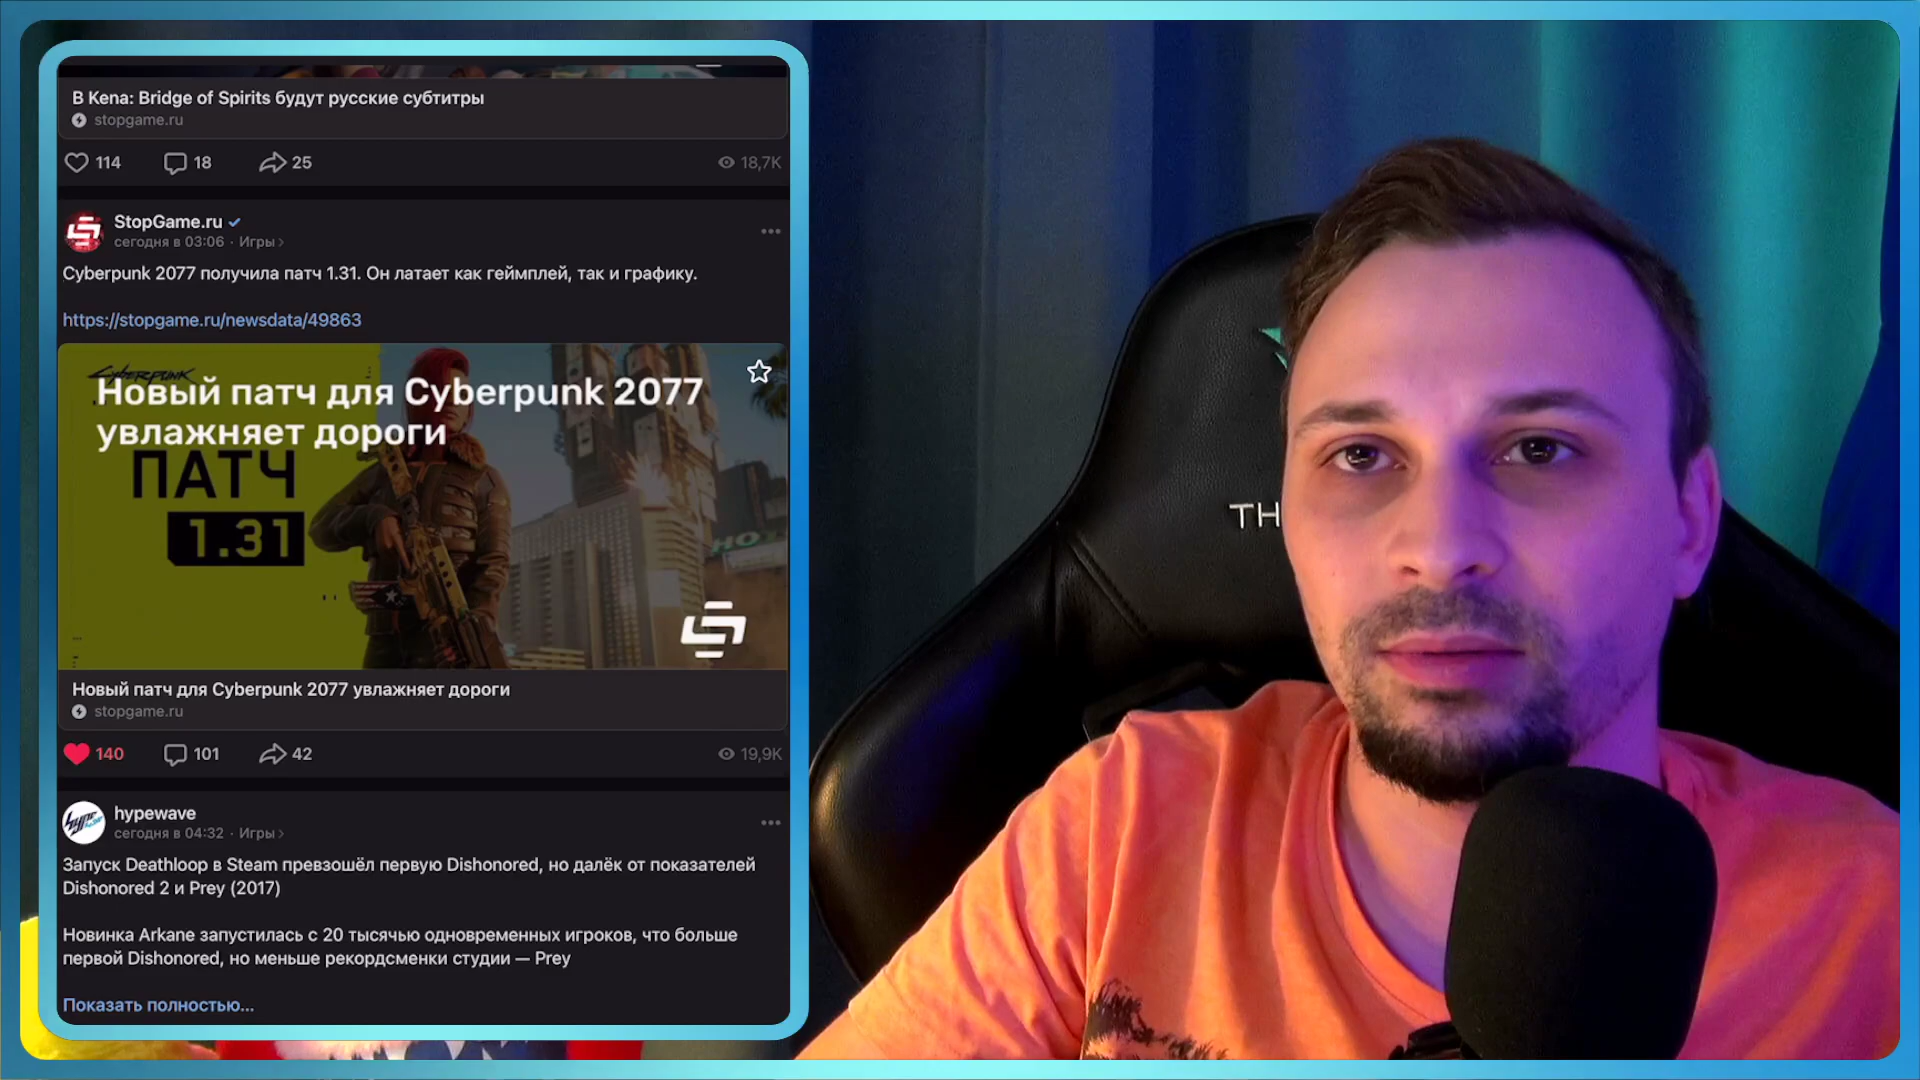 В Kena: Bridge of Spirits будут русские субтитры
stopgame.ru
114 18 25 18,7K
StopGame.ru
сегодня в 03:06 · Игры
Cyberpunk 2077 получила патч 1.31. Он латает как геймплей, так и графику.
https://stopgame.ru/newsdata/49863
CYBERPUNK
Новый патч для Cyberpunk 2077
увлажняет дороги
ПАТЧ
1.31
HOT
Новый патч для Cyberpunk 2077 увлажняет дороги
stopgame.ru
140 101 42 19,9K
hypewave
сегодня в 04:32 · Игры
Запуск Deathloop в Steam превзошёл первую Dishonored, но далёк от показателей
Dishonored 2 и Prey (2017)
Новинка Arkane запустилась с 20 тысячью одновременных игроков, что больше
первой Dishonored, но меньше рекордсменки студии — Prey
Показать полностью...
TH